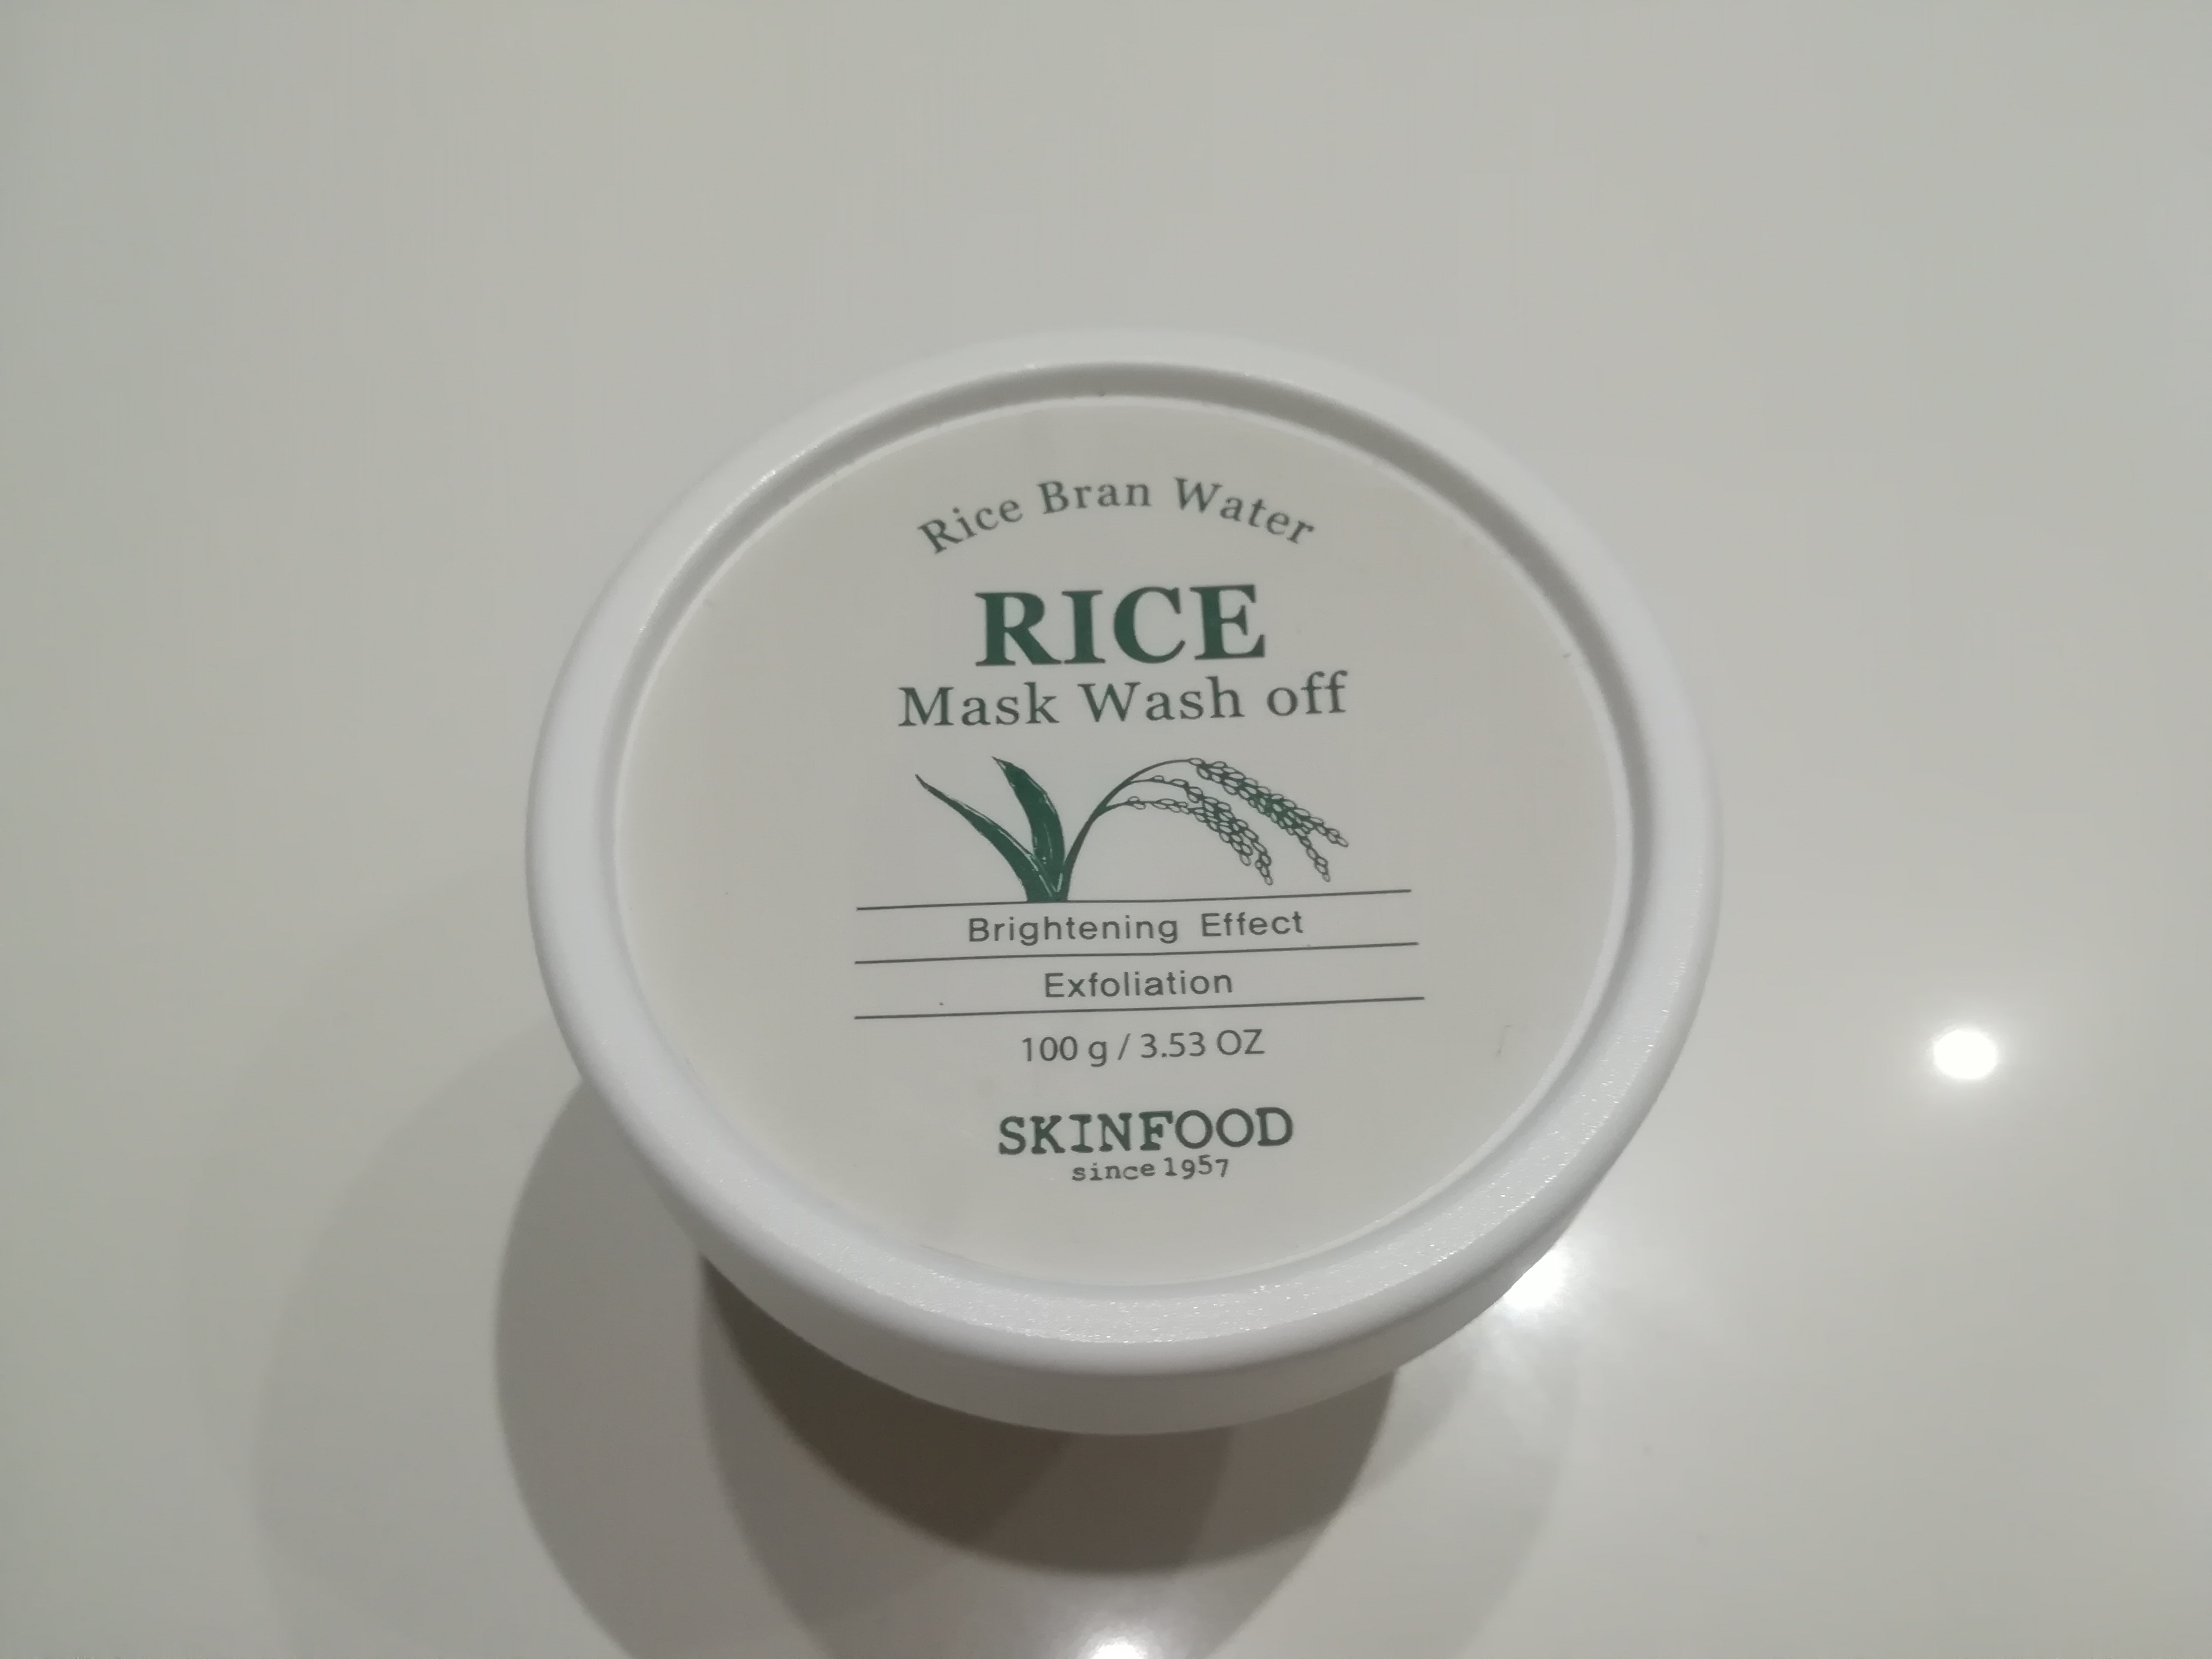 Rice Bran Water
RICE
Mask Wash off
Brightening Effect
Exfoliation
100 g / 3.53 OZ
SKINFOOD
since 1957